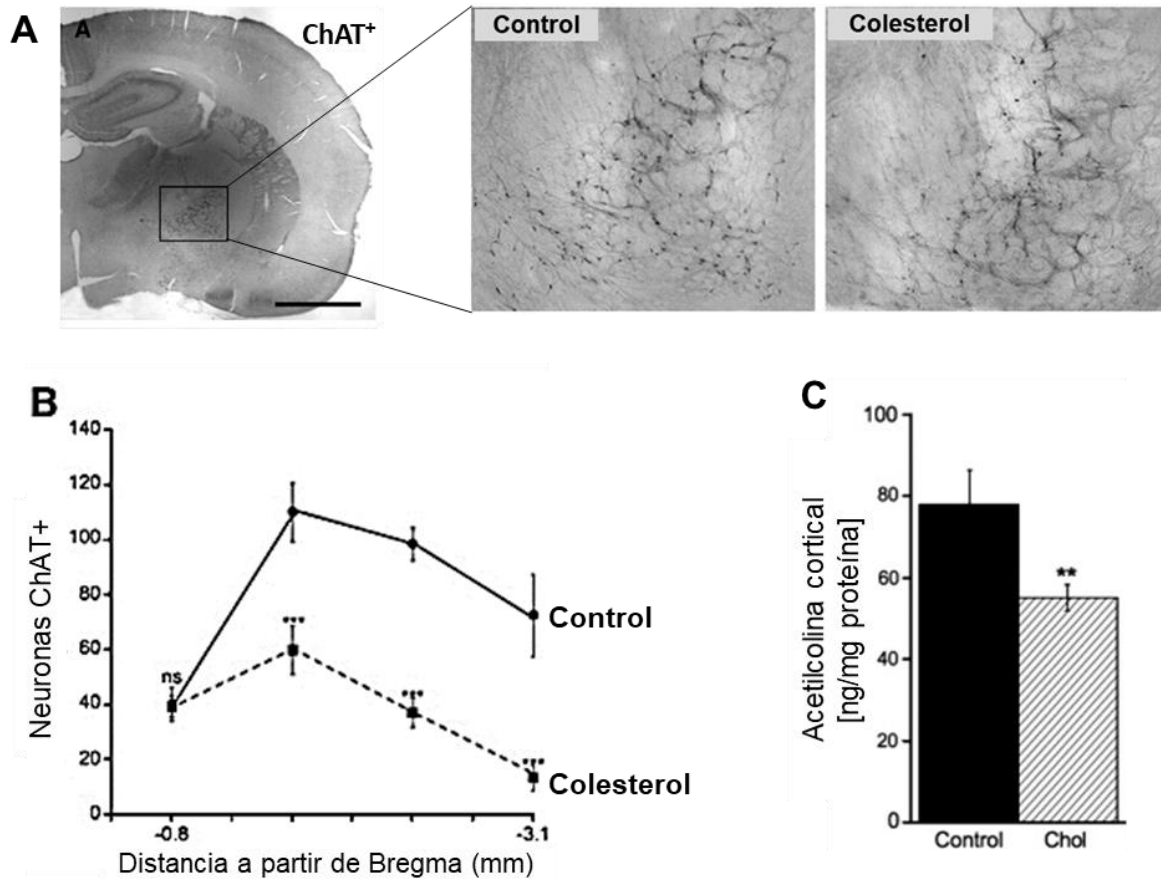 A
A
ChAT⁺
Control
Colesterol
B
140
120
100
80
60
40
20
0
Neuronas ChAT+
ns
***
***
***
Control
Colesterol
-0.8
-3.1
Distancia a partir de Bregma (mm)
C
100
80
60
40
20
0
Acetilcolina cortical
[ng/mg proteína]
**
Control
Chol